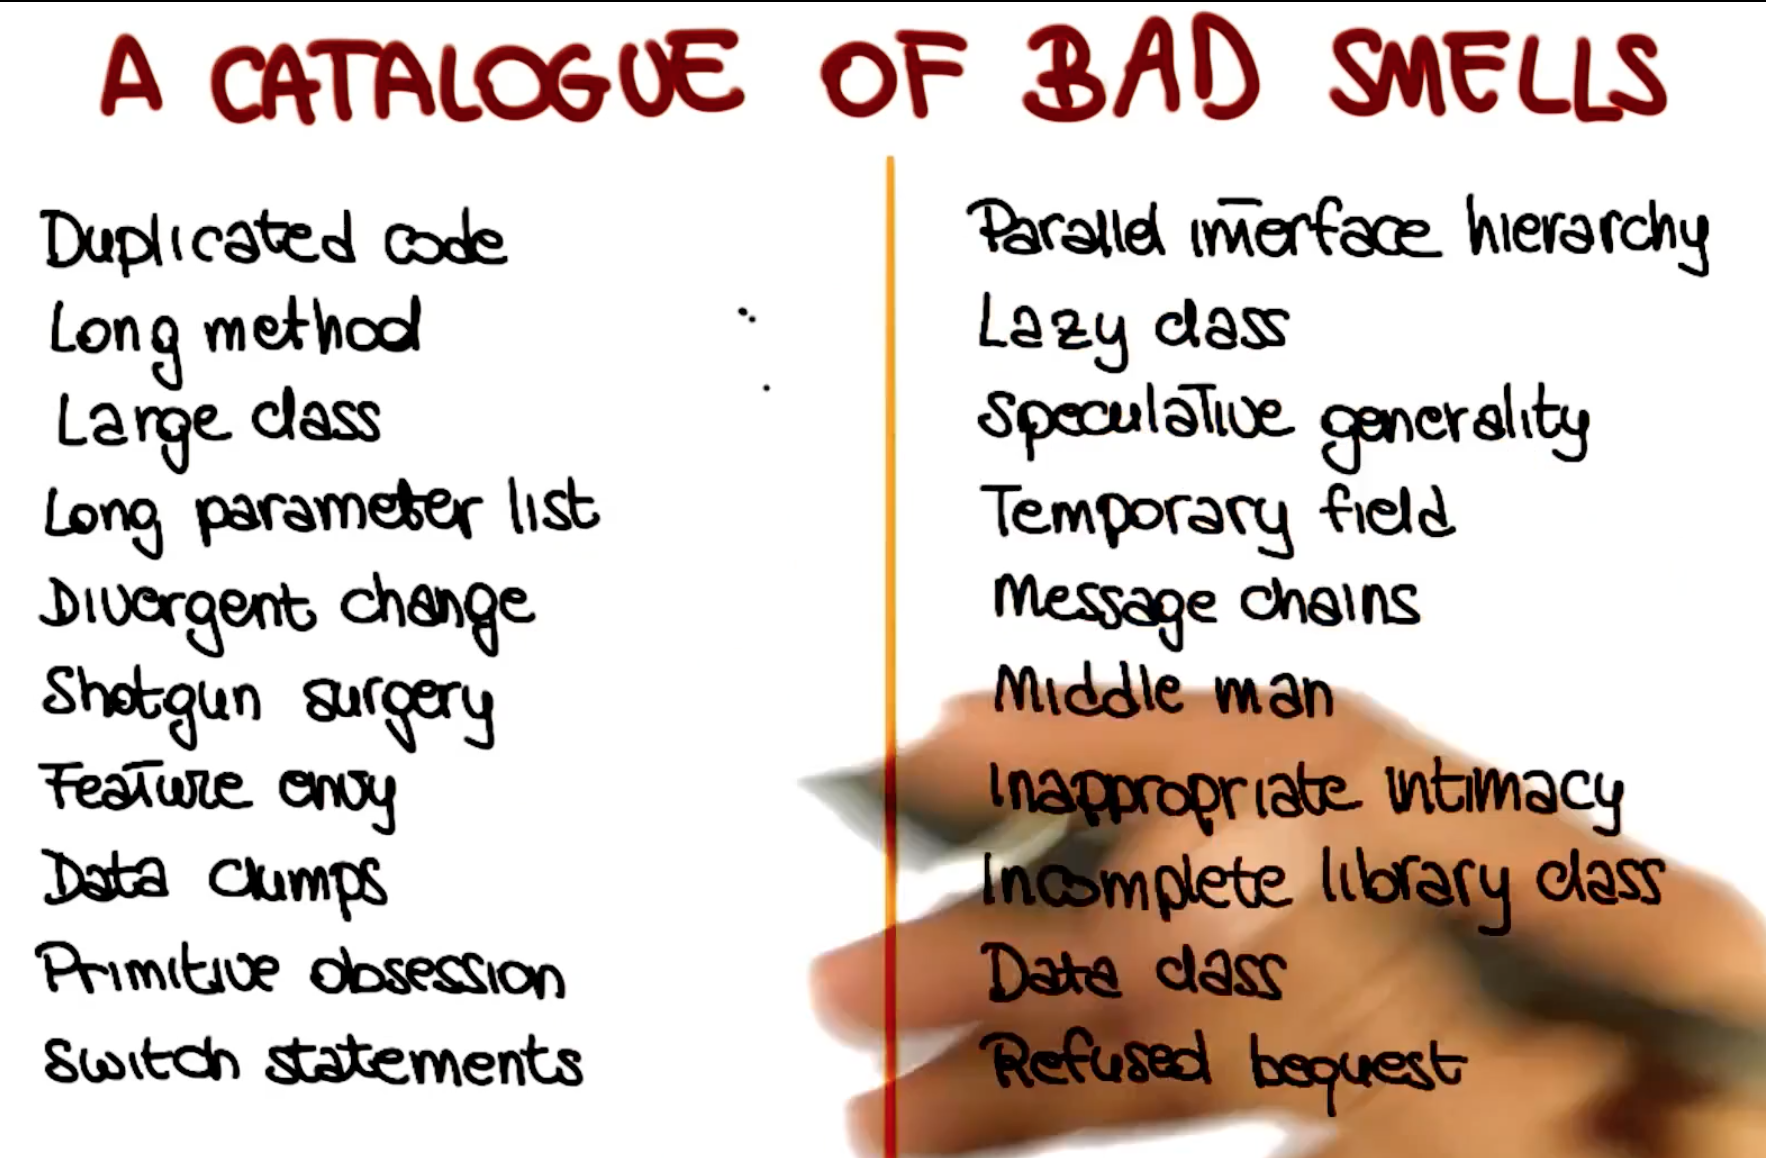 A CATALOGUE OF BAD SMELLS
Duplicated code
Long method
Large class
Long parameter list
Divergent change
Shotgun surgery
Feature envy
Data clumps
Primitive obsession
Switch statements
Parallel interface hierarchy
Lazy class
Speculative generality
Temporary field
Message chains
Middle man
Inappropriate intimacy
Incomplete library class
Data class
Refused bequest